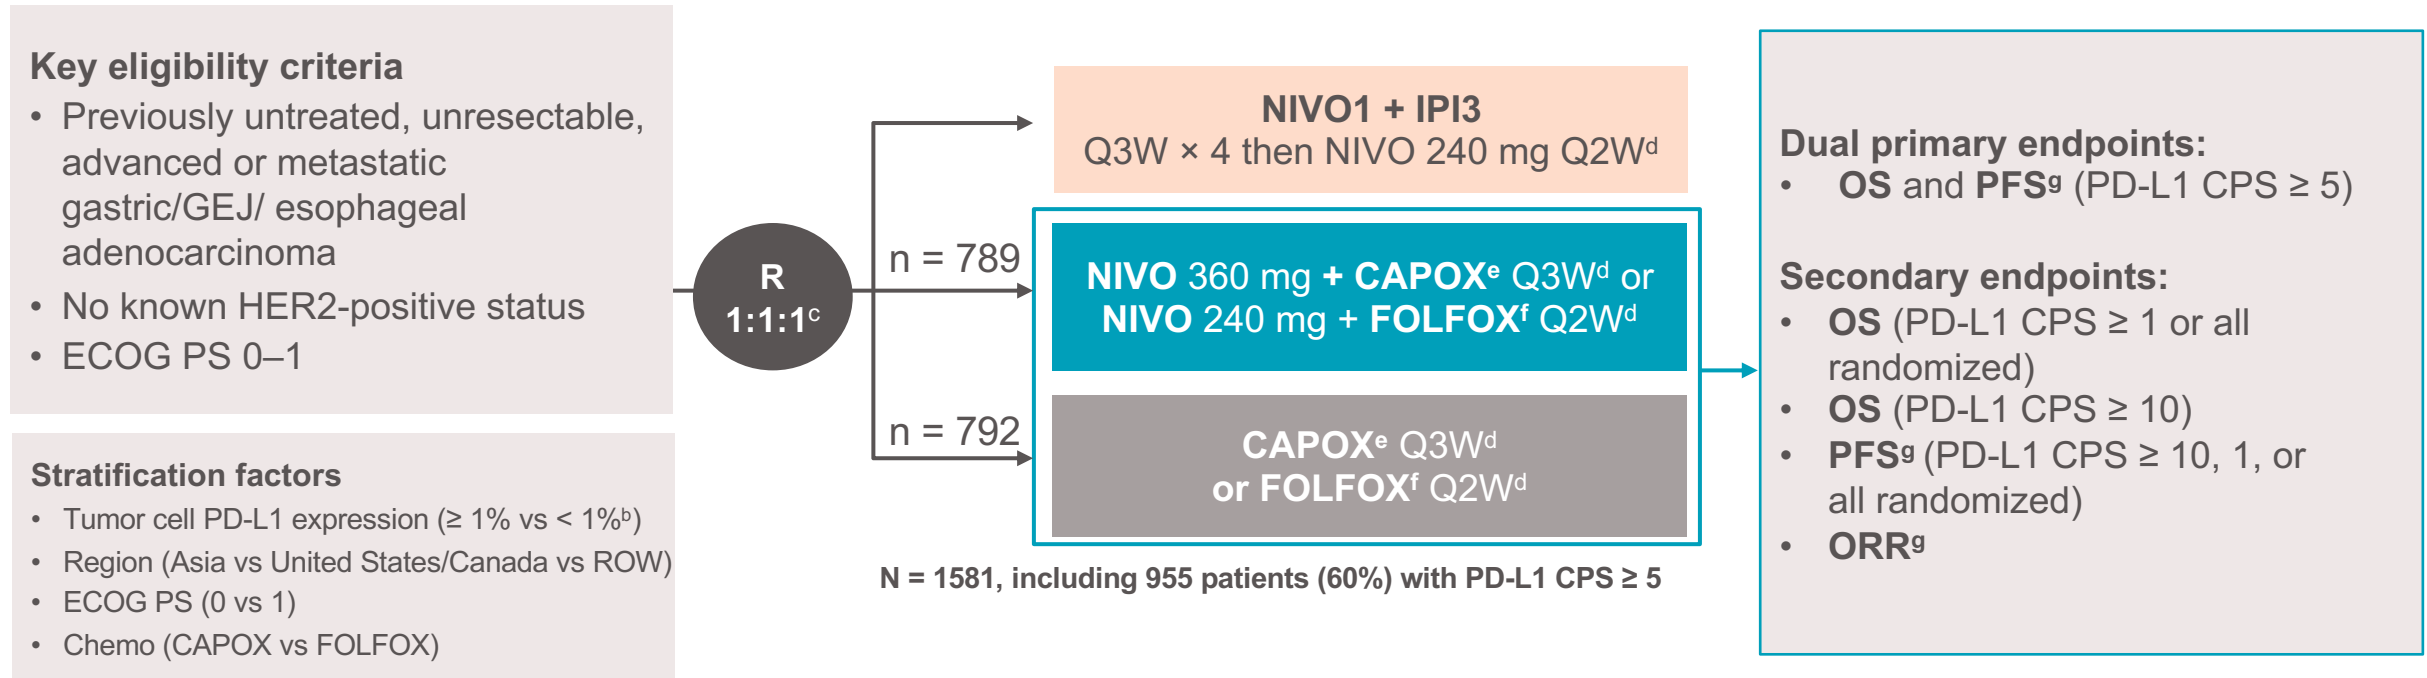 Key eligibility criteria
• Previously untreated, unresectable,
advanced or metastatic
gastric/GEJ/ esophageal
adenocarcinoma
• No known HER2-positive status
• ECOG PS 0–1
Stratification factors
• Tumor cell PD-L1 expression (≥ 1% vs < 1%ᵇ)
• Region (Asia vs United States/Canada vs ROW)
• ECOG PS (0 vs 1)
• Chemo (CAPOX vs FOLFOX)
R
1:1:1ᶜ
n = 789
n = 792
NIVO1 + IPI3
Q3W × 4 then NIVO 240 mg Q2Wᵈ
NIVO 360 mg + CAPOXᵉ Q3Wᵈ or
NIVO 240 mg + FOLFOXᶠ Q2Wᵈ
CAPOXᵉ Q3Wᵈ
or FOLFOXᶠ Q2Wᵈ
N = 1581, including 955 patients (60%) with PD-L1 CPS ≥ 5
Dual primary endpoints:
• OS and PFSᵍ (PD-L1 CPS ≥ 5)
Secondary endpoints:
• OS (PD-L1 CPS ≥ 1 or all
randomized)
• OS (PD-L1 CPS ≥ 10)
• PFSᵍ (PD-L1 CPS ≥ 10, 1, or
all randomized)
• ORRᵍ